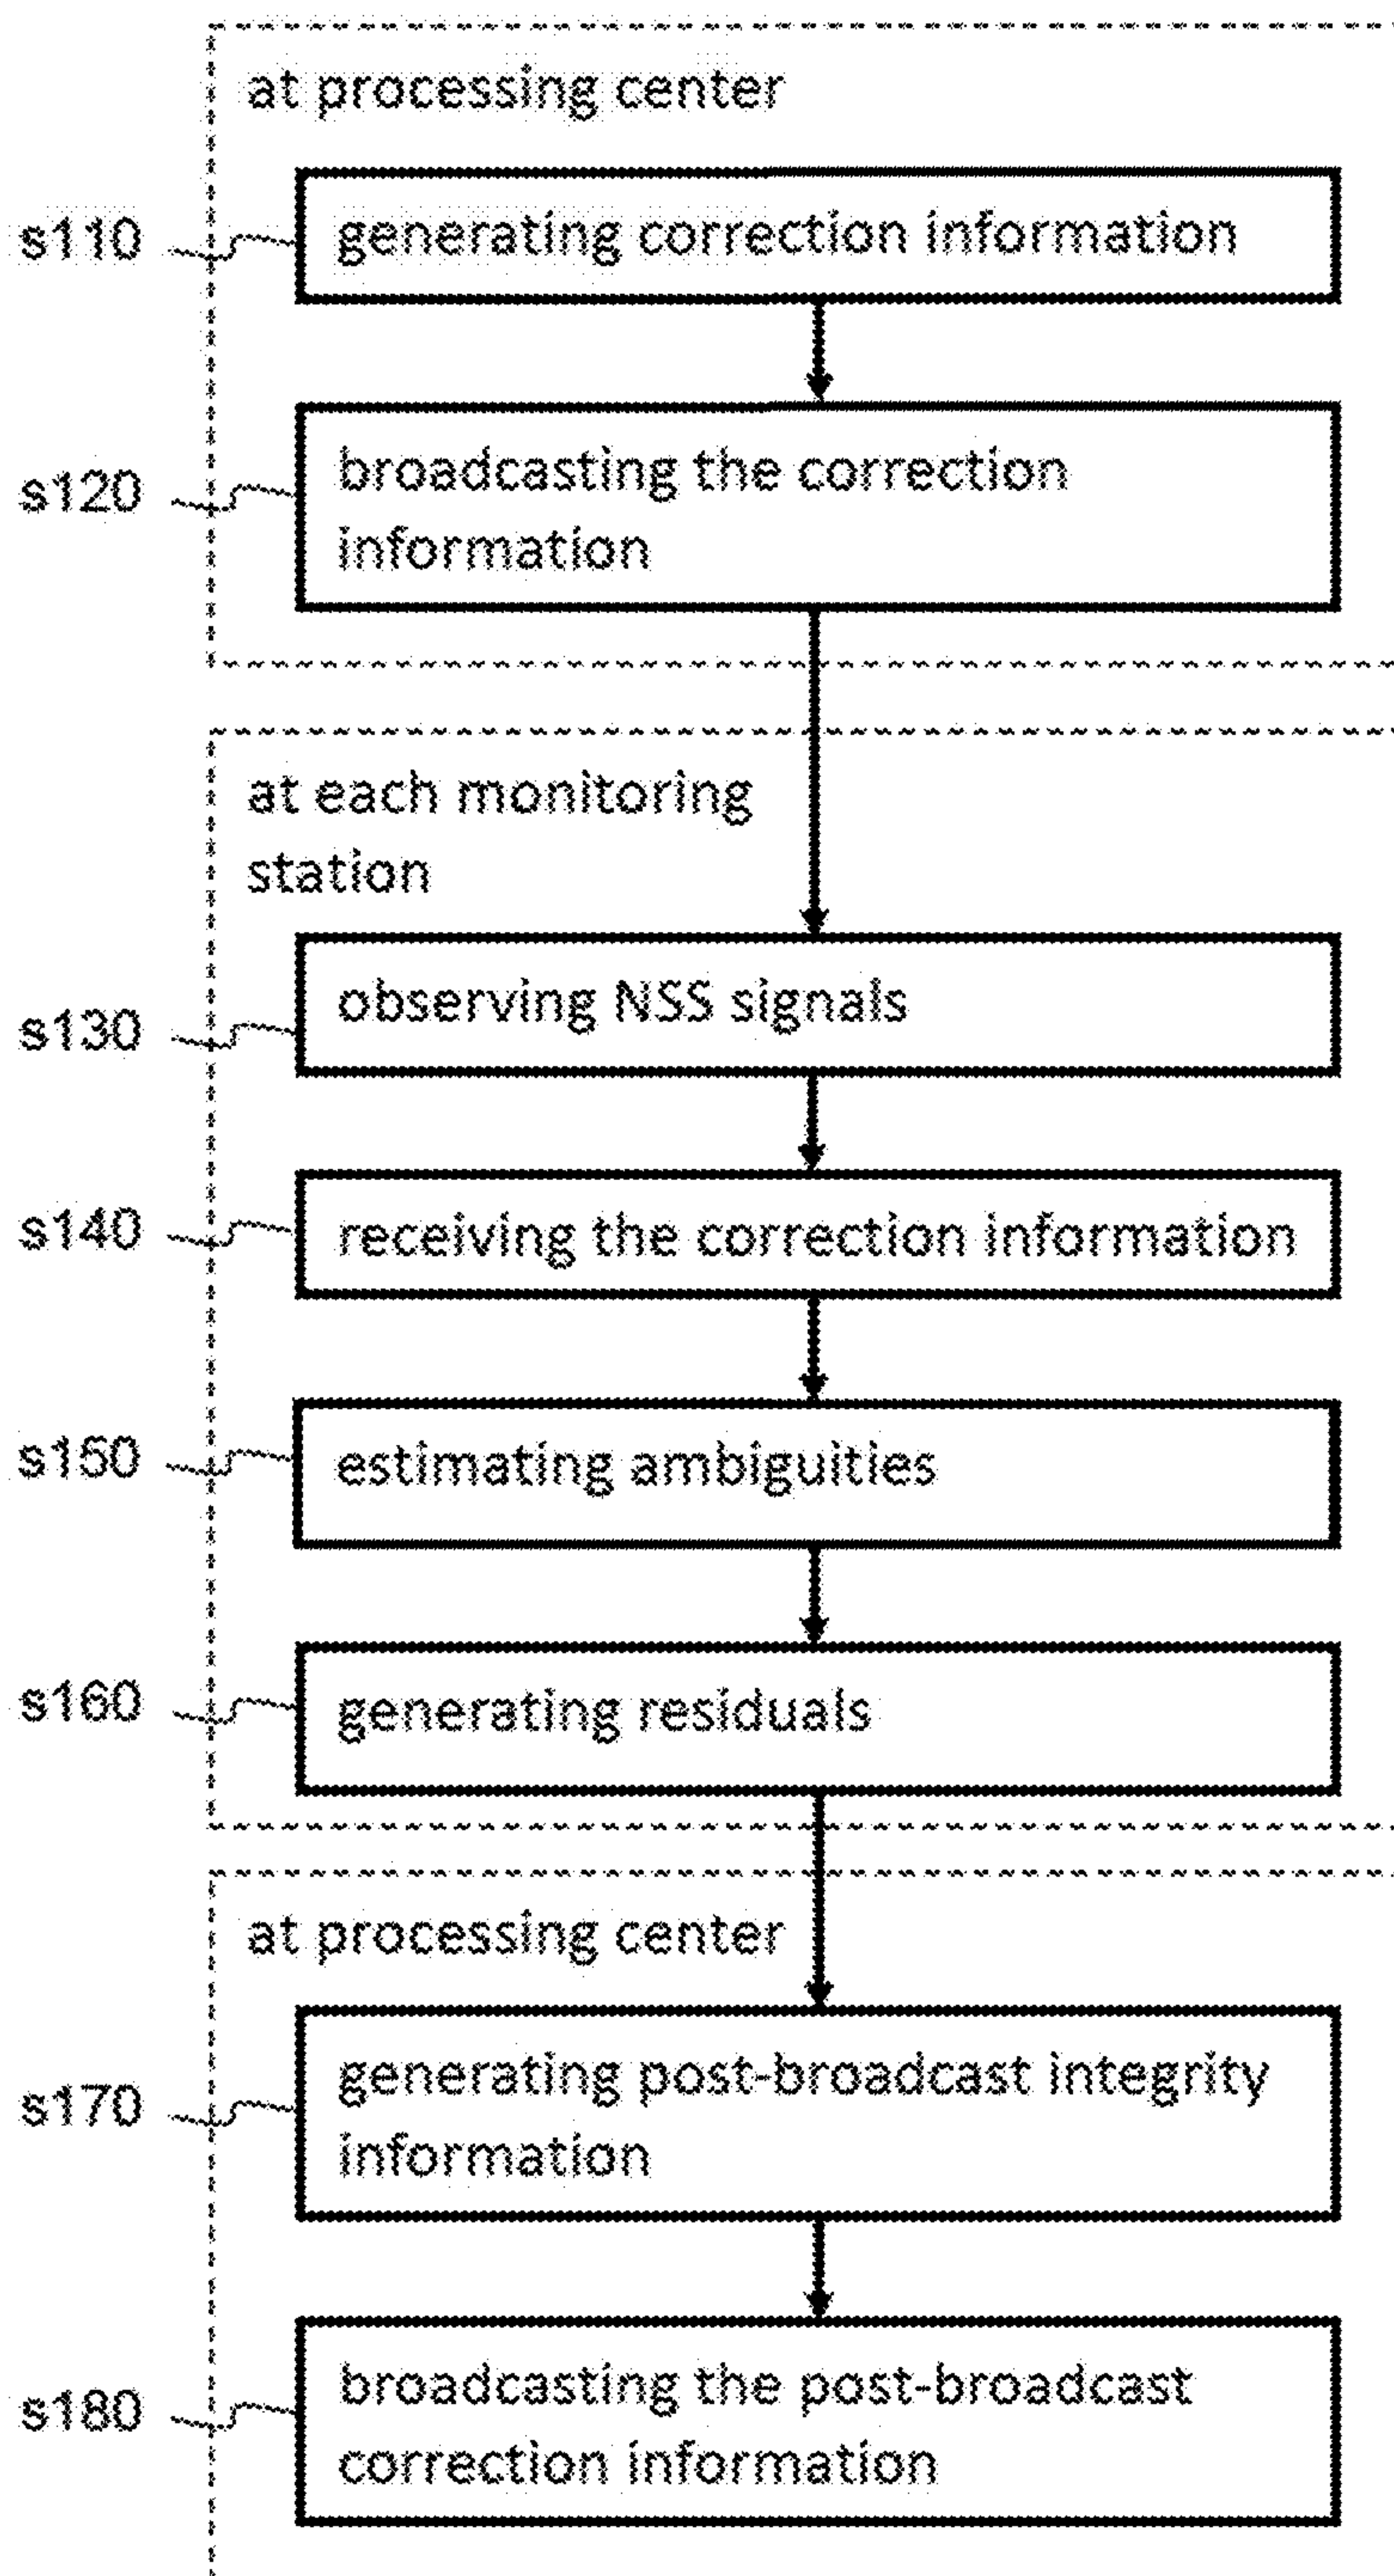 at processing center
s110
generating correction information
s120
broadcasting the correction
information
at each monitoring
station
s130
observing NSS signals
s140
receiving the correction information
s150
estimating ambiguities
s160
generating residuals
at processing center
s170
generating post-broadcast integrity
information
s180
broadcasting the post-broadcast
correction information